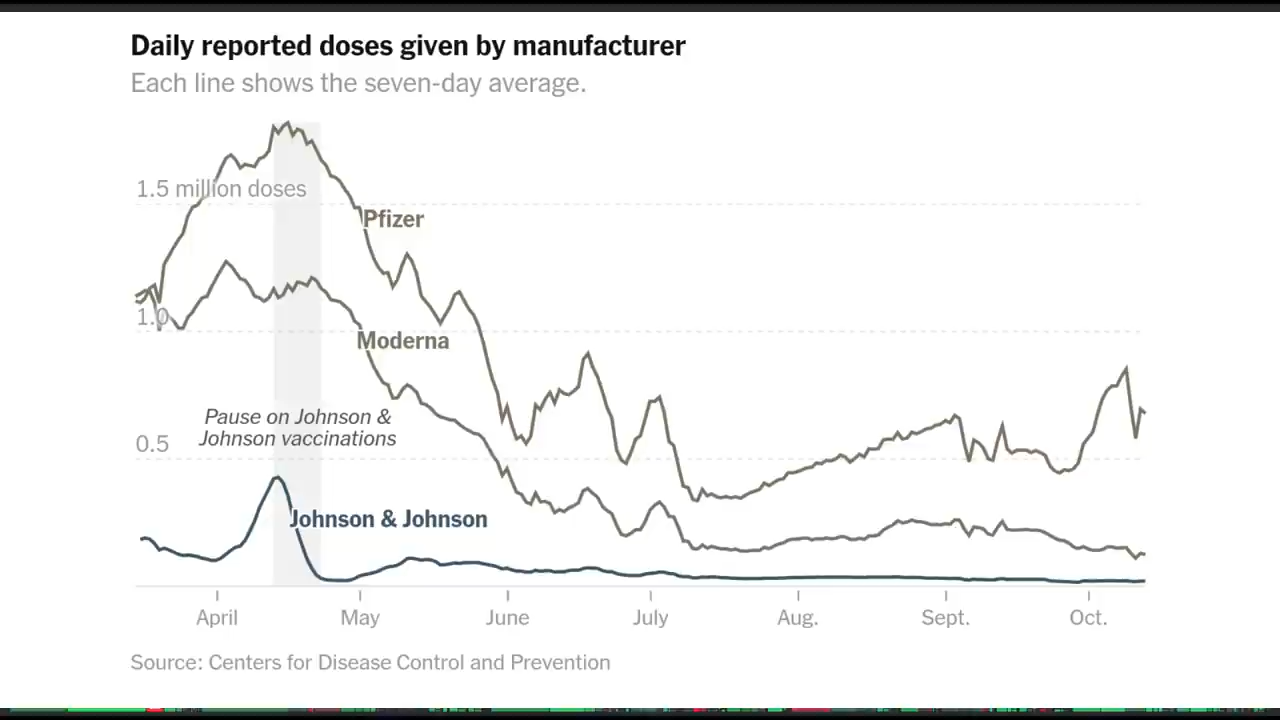 Daily reported doses given by manufacturer
Each line shows the seven-day average.
1.5 million doses
Pfizer
1.0
Moderna
Pause on Johnson &
Johnson vaccinations
0.5
Johnson & Johnson
April May June July Aug. Sept. Oct.
Source: Centers for Disease Control and Prevention